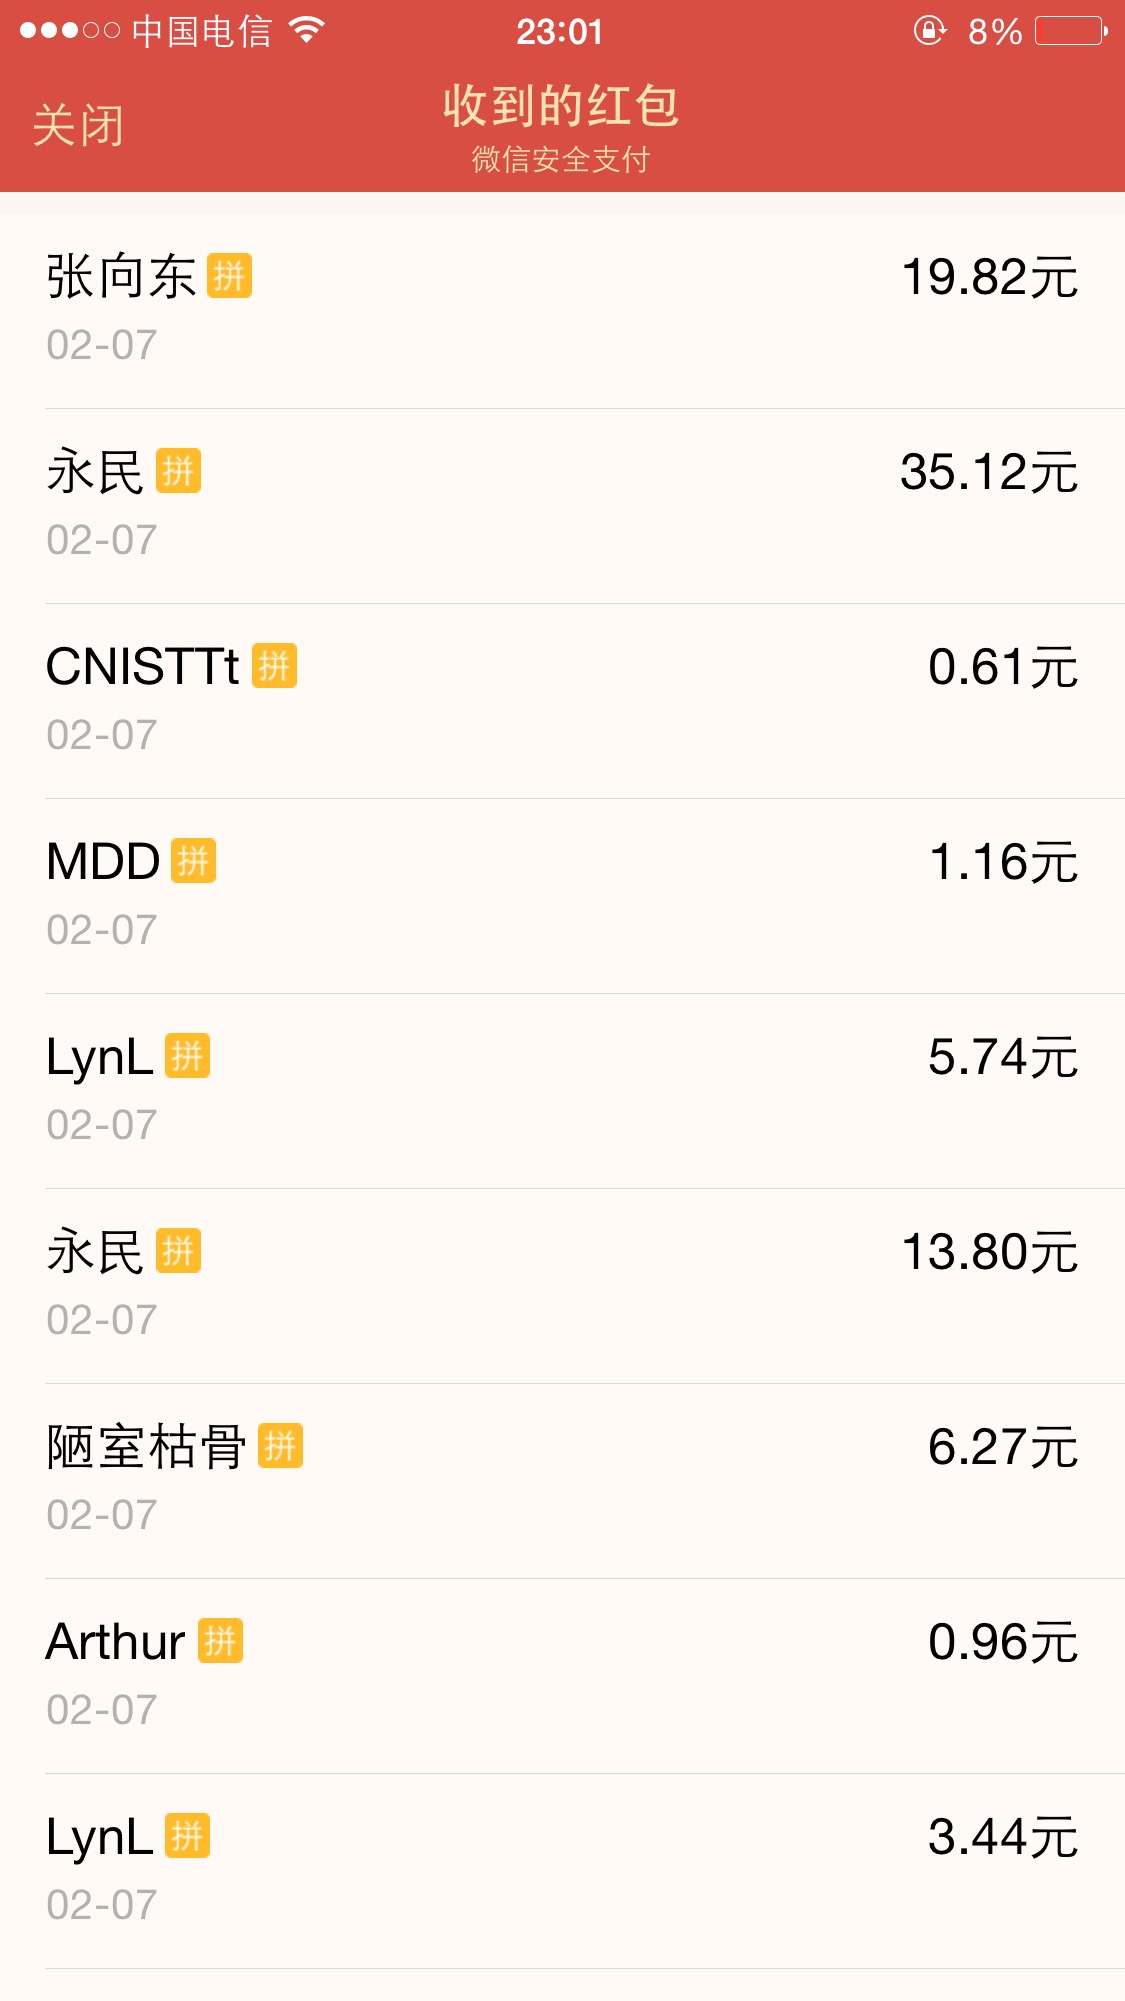 中国电信 23:01 8%
关闭 收到的红包
微信安全支付
张向东 拼 19.82元
02-07
永民 拼 35.12元
02-07
CNISTTt 拼 0.61元
02-07
MDD 拼 1.16元
02-07
LynL 拼 5.74元
02-07
永民 拼 13.80元
02-07
陋室枯骨 拼 6.27元
02-07
Arthur 拼 0.96元
02-07
LynL 拼 3.44元
02-07